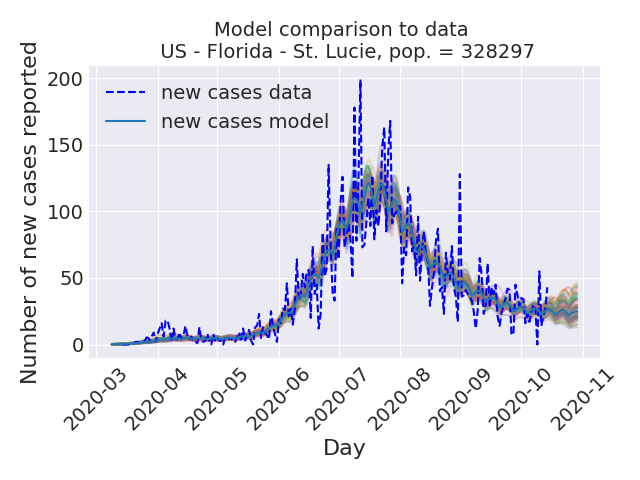 Model comparison to data
US - Florida - St. Lucie, pop. = 328297
Number of new cases reported
200
150
100
50
0
new cases data
new cases model
2020-03
2020-04
2020-05
2020-06
2020-07
2020-08
2020-09
2020-10
2020-11
Day